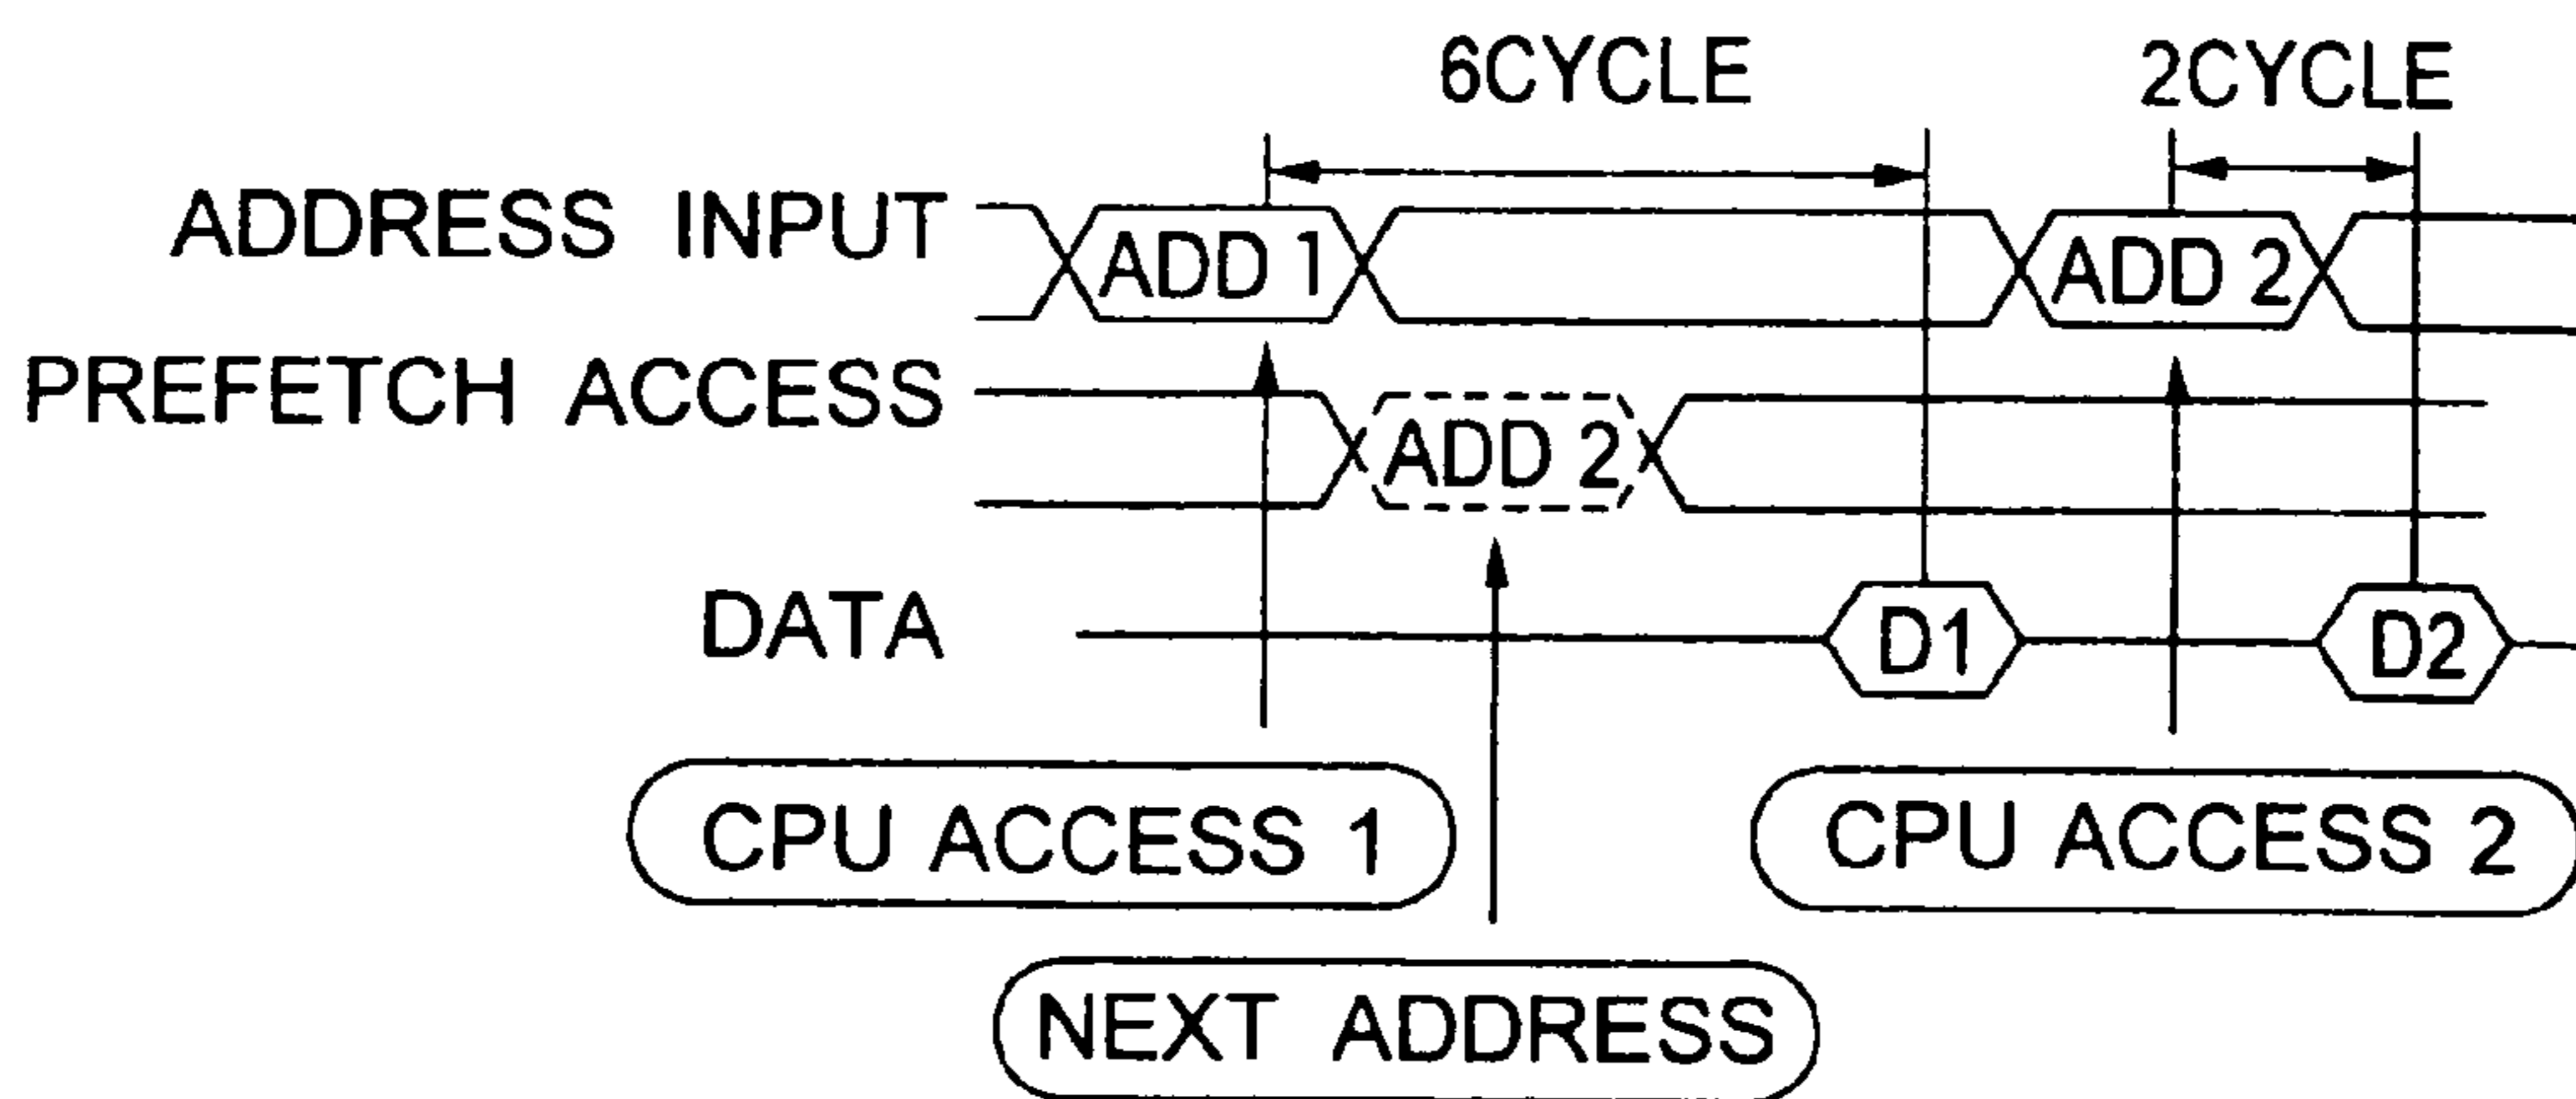 6CYCLE 2CYCLE
ADDRESS INPUT ADD 1 ADD 2
PREFETCH ACCESS ADD 2
DATA D1 D2
CPU ACCESS 1 CPU ACCESS 2
NEXT ADDRESS